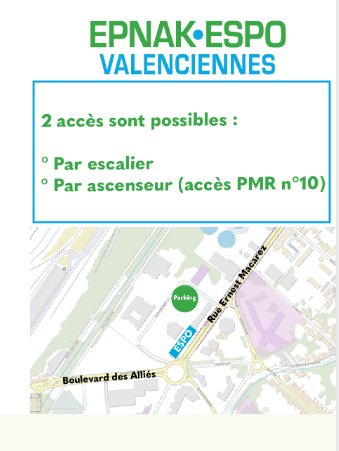 EPNAK•ESPO
VALENCIENNES
2 accès sont possibles :
° Par escalier
° Par ascenseur (accès PMR n°10)
Rue Ernest Macarez
Parking
ESPO
Boulevard des Alliés